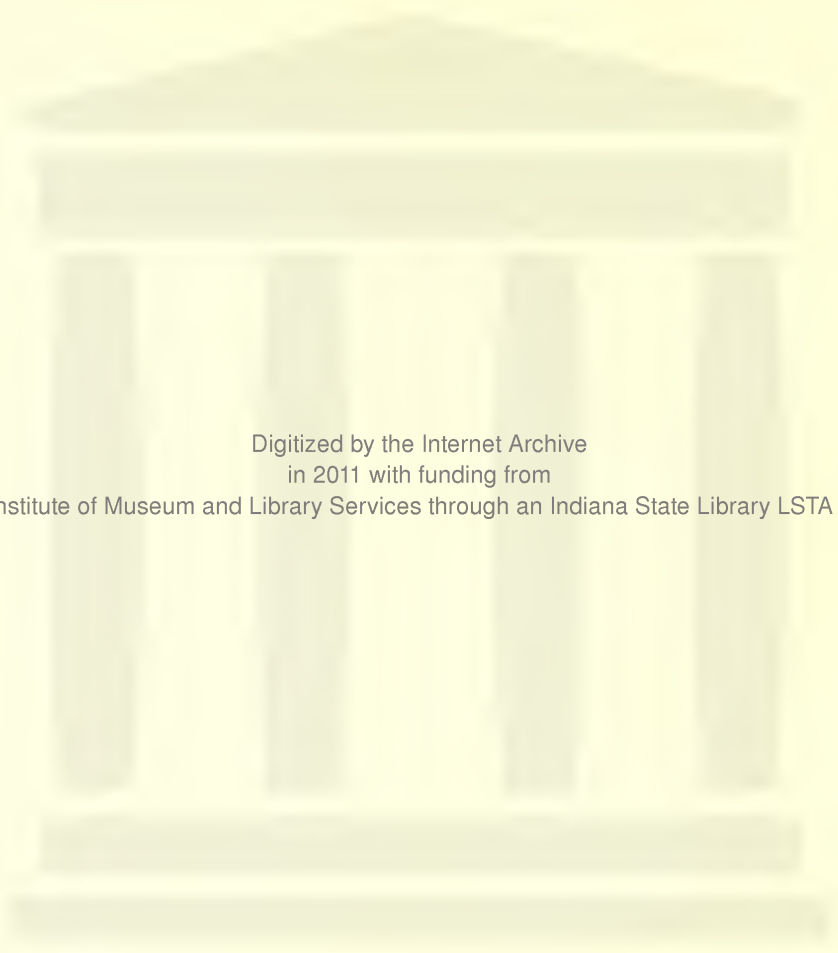 Digitized by the Internet Archive
in 2011 with funding from
nstitute of Museum and Library Services through an Indiana State Library LSTA